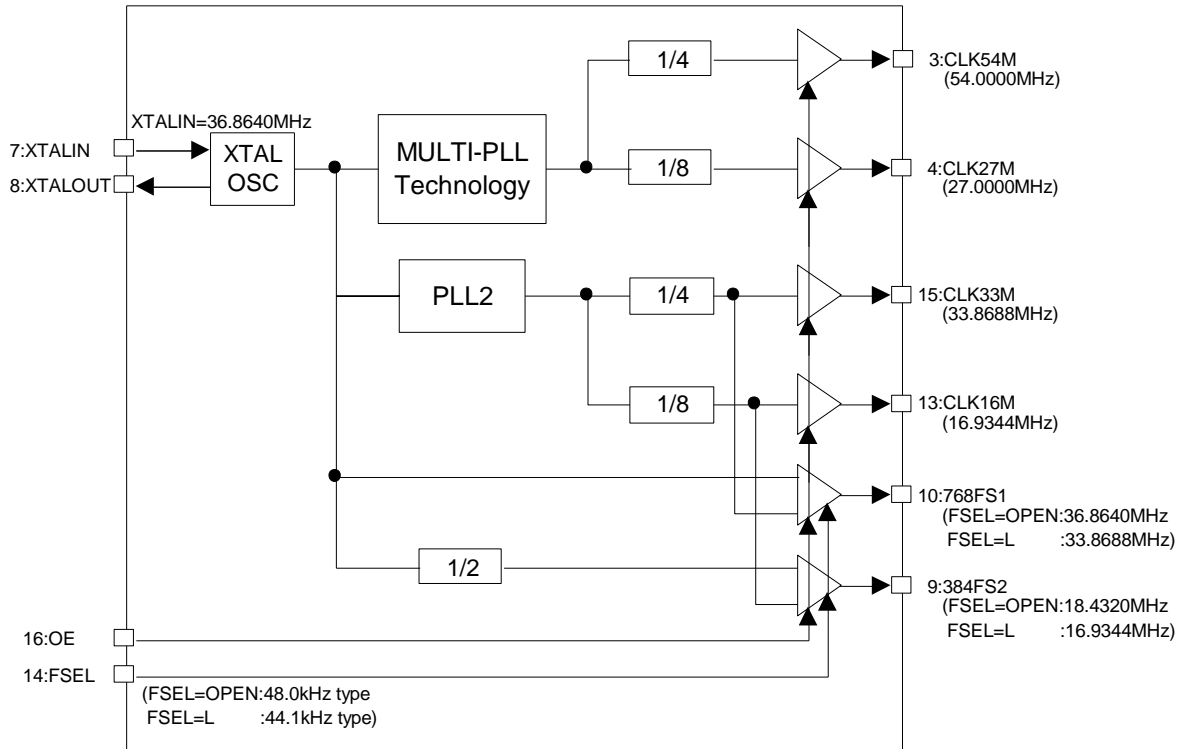 1/4
3:CLK54M
(54.0000MHz)
XTALIN=36.8640MHz
7:XTALIN
8:XTALOUT
XTAL
OSC
MULTI-PLL
Technology
1/8
4:CLK27M
(27.0000MHz)
PLL2
1/4
15:CLK33M
(33.8688MHz)
1/8
13:CLK16M
(16.9344MHz)
10:768FS1
(FSEL=OPEN:36.8640MHz
FSEL=L :33.8688MHz)
1/2
9:384FS2
(FSEL=OPEN:18.4320MHz
FSEL=L :16.9344MHz)
16:OE
14:FSEL
(FSEL=OPEN:48.0kHz type
FSEL=L :44.1kHz type)